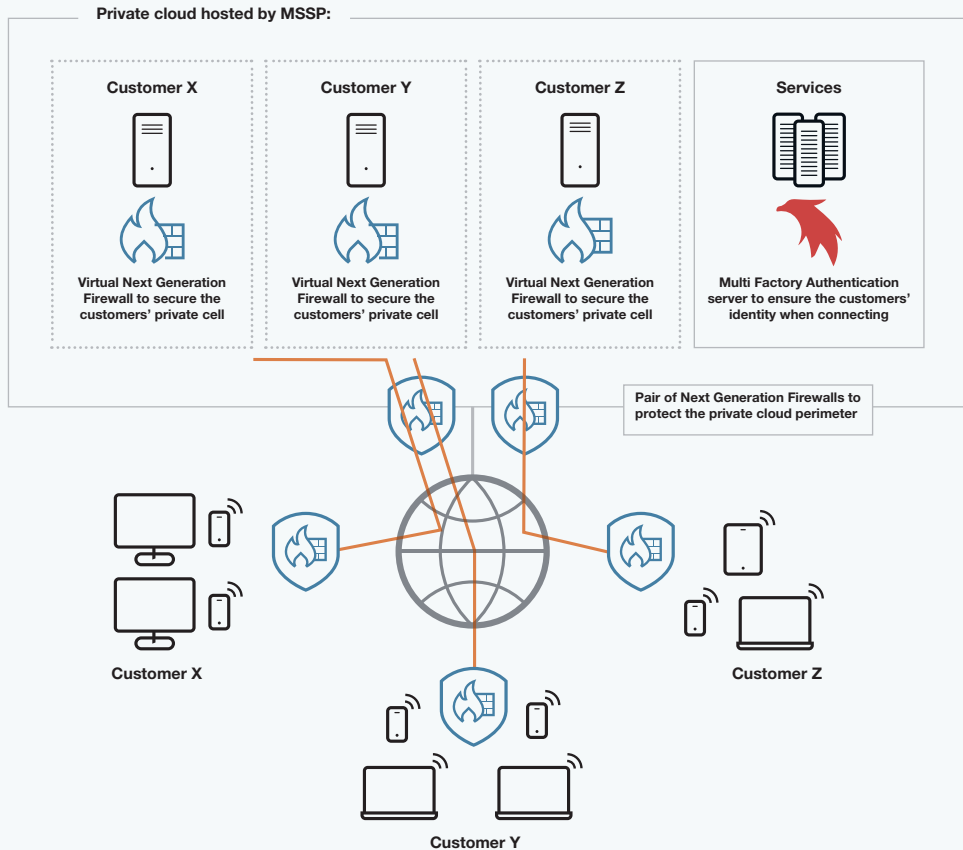 Private cloud hosted by MSSP:
Customer X
Virtual Next Generation
Firewall to secure the
customers' private cell
Customer Y
Virtual Next Generation
Firewall to secure the
customers' private cell
Customer Z
Virtual Next Generation
Firewall to secure the
customers' private cell
Services
Multi Factory Authentication
server to ensure the customers'
identity when connecting
Pair of Next Generation Firewalls to
protect the private cloud perimeter
Customer X
Customer Z
Customer Y